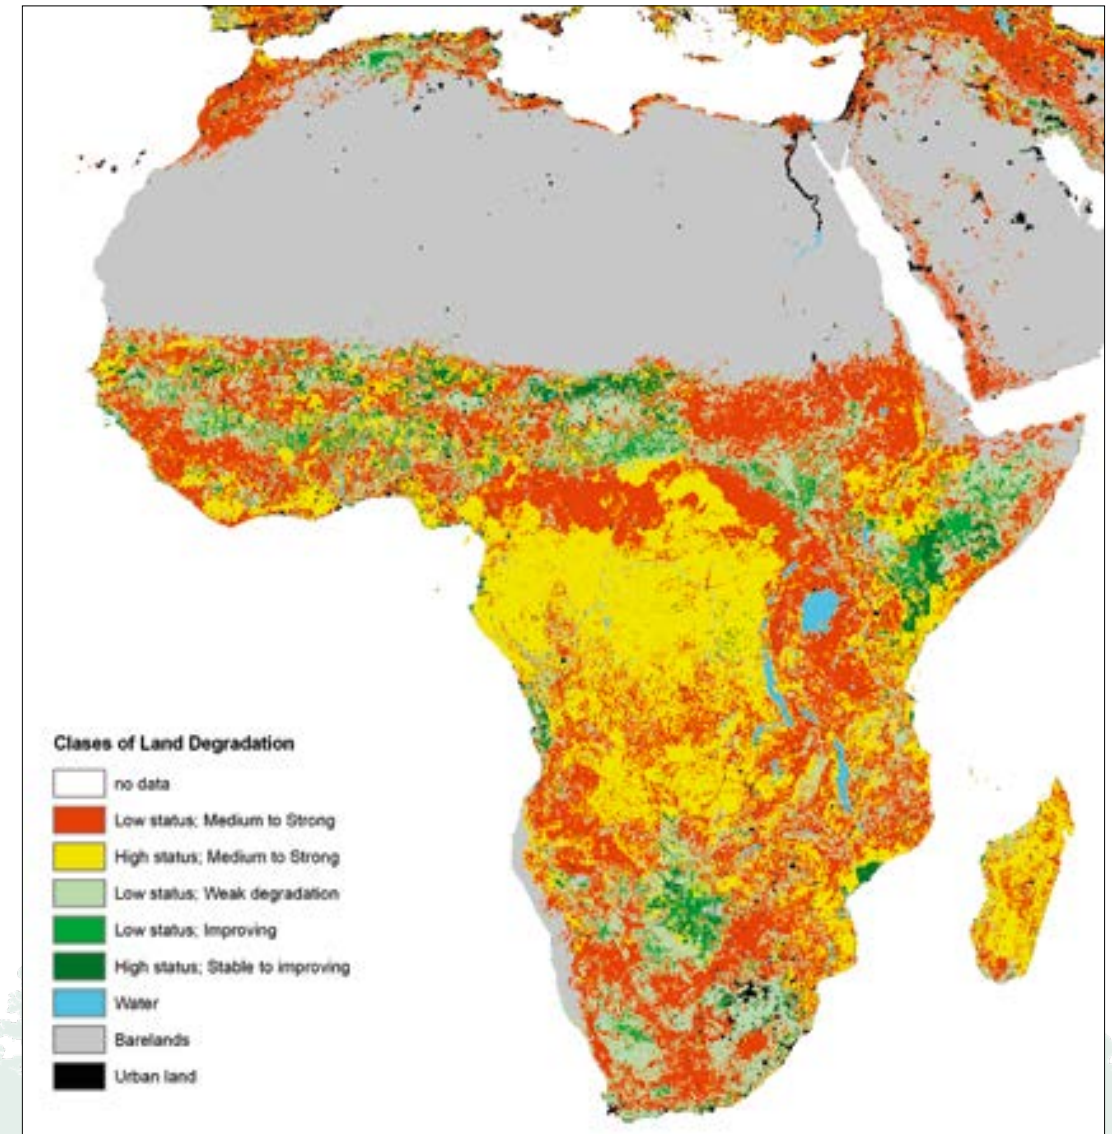 Clases of Land Degradation
no data
Low status; Medium to Strong
High status; Medium to Strong
Low status; Weak degradation
Low status; Improving
High status; Stable to improving
Water
Barelands
Urban land